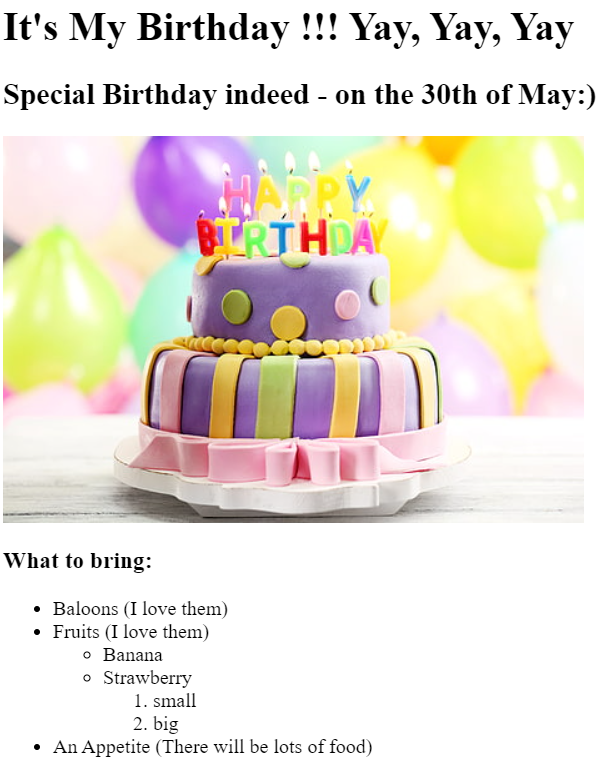 It's My Birthday !!! Yay, Yay, Yay
Special Birthday indeed - on the 30th of May:)
HAPPY
BIRTHDAY
What to bring:
Baloons (I love them)
Fruits (I love them)
Banana
Strawberry
1. small
2. big
An Appetite (There will be lots of food)